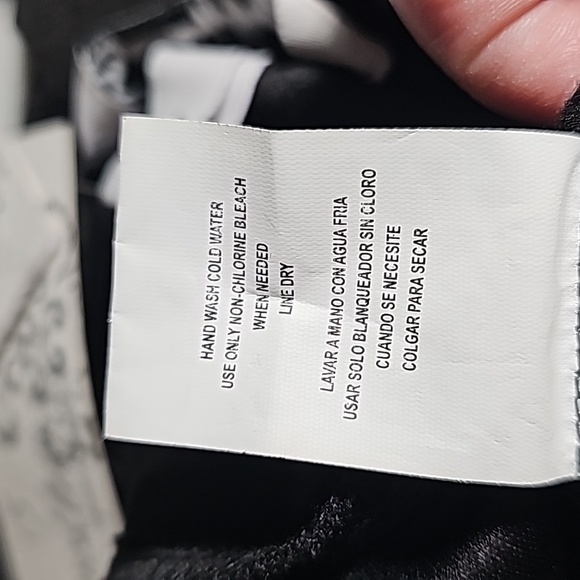 HAND WASH COLD WATER
USE ONLY NON-CHLORINE BLEACH
WHEN NEEDED
LINE DRY
LAVAR A MANO CON AGUA FRIA
USAR SOLO BLANQUEADOR SIN CLORO
CUANDO SE NECESITE
COLGAR PARA SECAR